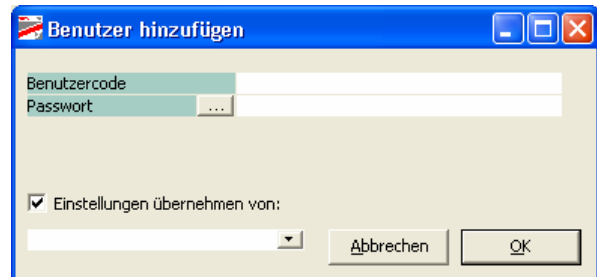 Benutzer hinzufügen
Benutzercode
Passwort ...
Einstellungen übernehmen von:
Abbrechen OK